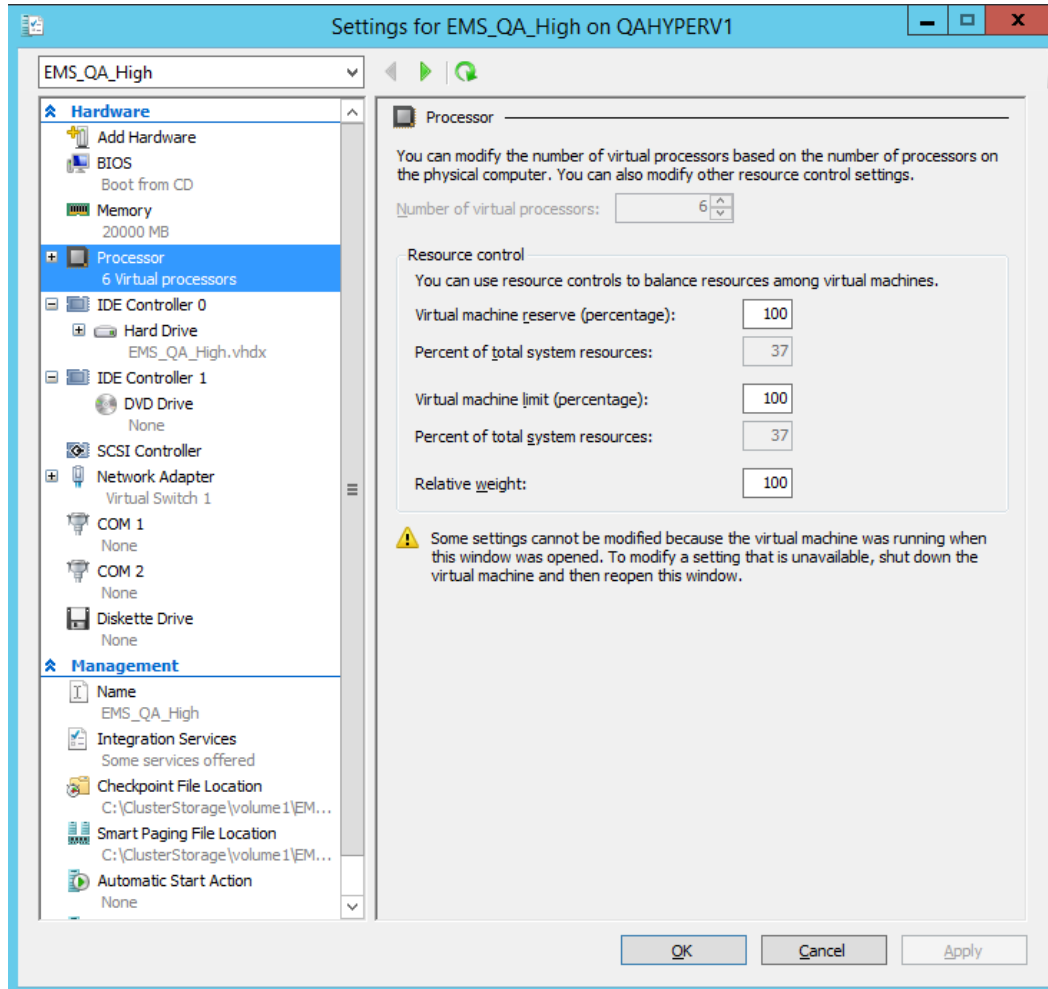 Settings for EMS_QA_High on QAHYPERV1
EMS_QA_High
Hardware
Add Hardware
BIOS
Boot from CD
Memory
20000 MB
Processor
6 Virtual processors
IDE Controller 0
Hard Drive
EMS_QA_High.vhdx
IDE Controller 1
DVD Drive
None
SCSI Controller
Network Adapter
Virtual Switch 1
COM 1
None
COM 2
None
Diskette Drive
None
Management
Name
EMS_QA_High
Integration Services
Some services offered
Checkpoint File Location
C:\ClusterStorage\volume1\EM...
Smart Paging File Location
C:\ClusterStorage\volume1\EM...
Automatic Start Action
None
Processor
You can modify the number of virtual processors based on the number of processors on
the physical computer. You can also modify other resource control settings.
Number of virtual processors: 6
Resource control
You can use resource controls to balance resources among virtual machines.
Virtual machine reserve (percentage): 100
Percent of total system resources: 37
Virtual machine limit (percentage): 100
Percent of total system resources: 37
Relative weight: 100
Some settings cannot be modified because the virtual machine was running when
this window was opened. To modify a setting that is unavailable, shut down the
virtual machine and then reopen this window.
OK Cancel Apply